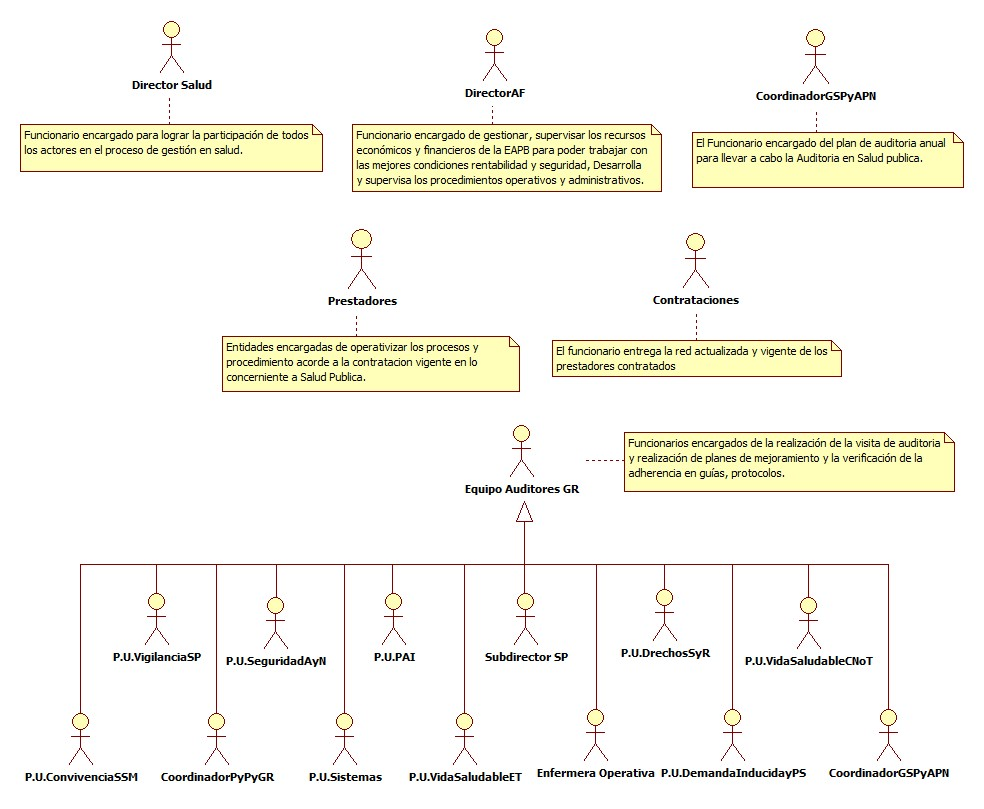 Director Salud
Funcionario encargado para lograr la participación de todos
los actores en el proceso de gestión en salud.
DirectorAF
Funcionario encargado de gestionar, supervisar los recursos
económicos y financieros de la EAPB para poder trabajar con
las mejores condiciones rentabilidad y seguridad, Desarrolla
y supervisa los procedimientos operativos y administrativos.
CoordinadorGSPyAPN
El Funcionario encargado del plan de auditoria anual
para llevar a cabo la Auditoria en Salud publica.
Prestadores
Entidades encargadas de operativizar los procesos y
procedimiento acorde a la contratacion vigente en lo
concerniente a Salud Publica.
Contrataciones
El funcionario entrega la red actualizada y vigente de los
prestadores contratados
Equipo Auditores GR
Funcionarios encargados de la realización de la visita de auditoria
y realización de planes de mejoramiento y la verificación de la
adherencia en guías, protocolos.
P.U.VigilanciaSP
P.U.SeguridadAyN
P.U.PAI
Subdirector SP
P.U.DrechosSyR
P.U.VidaSaludableCNoT
P.U.ConvivenciaSSM
CoordinadorPyPyGR
P.U.Sistemas
P.U.VidaSaludableET
Enfermera Operativa
P.U.DemandaInducidayPS
CoordinadorGSPyAPN